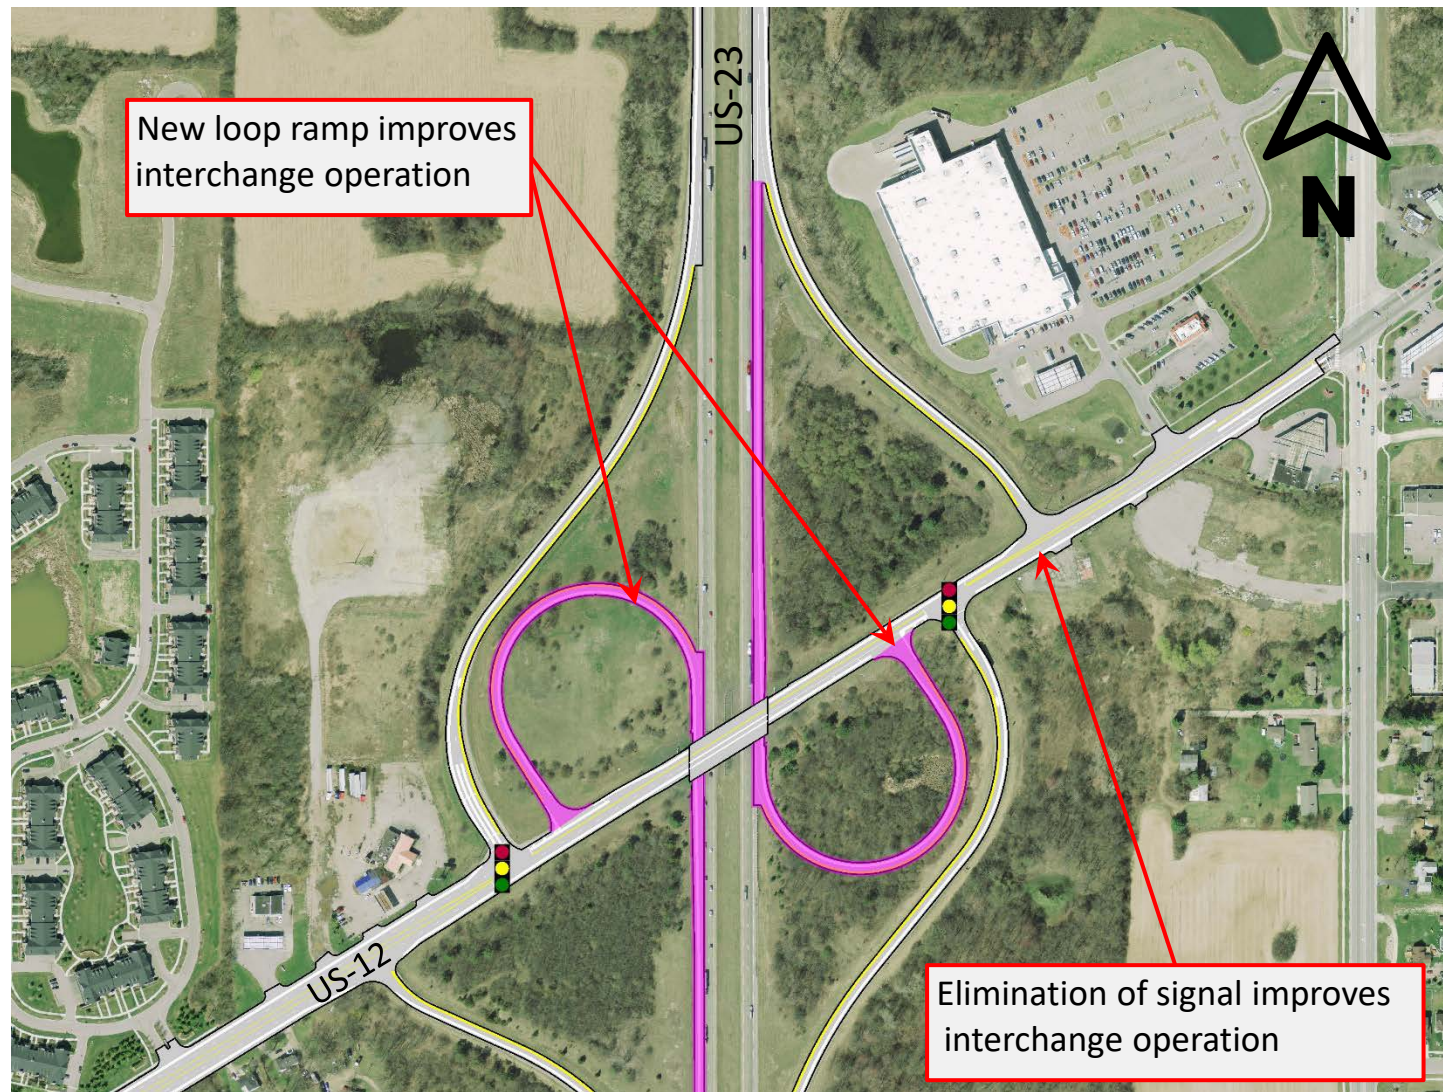 US-23
New loop ramp improves
interchange operation
N
US-12
Elimination of signal improves
interchange operation